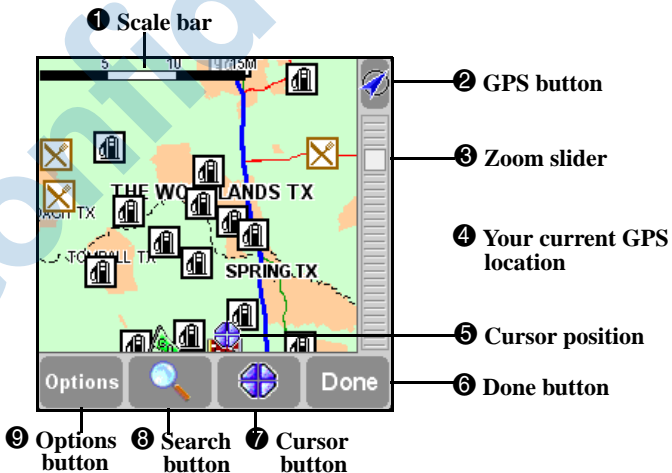 ❶ Scale bar
5 10 15M
❷ GPS button
❸ Zoom slider
THE WO LANDS TX
TX
❹ Your current GPS
location
TX
SPRING,TX
❺ Cursor position
Options
Done
❻ Done button
❾ Options
button
❽ Search
button
❼ Cursor
button